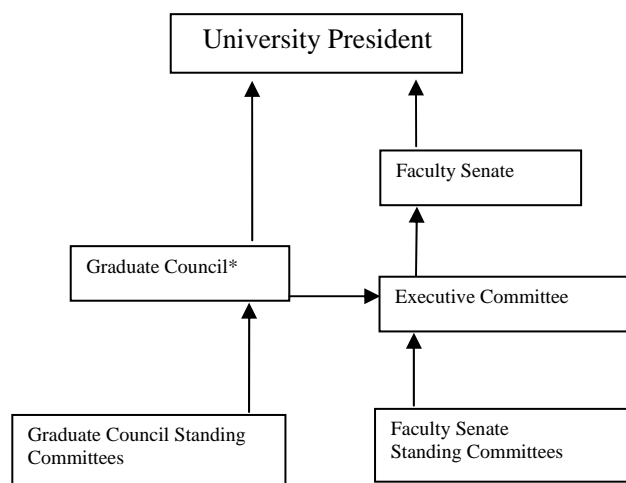 University President
Faculty Senate
Graduate Council*
Executive Committee
Graduate Council Standing
Committees
Faculty Senate
Standing Committees